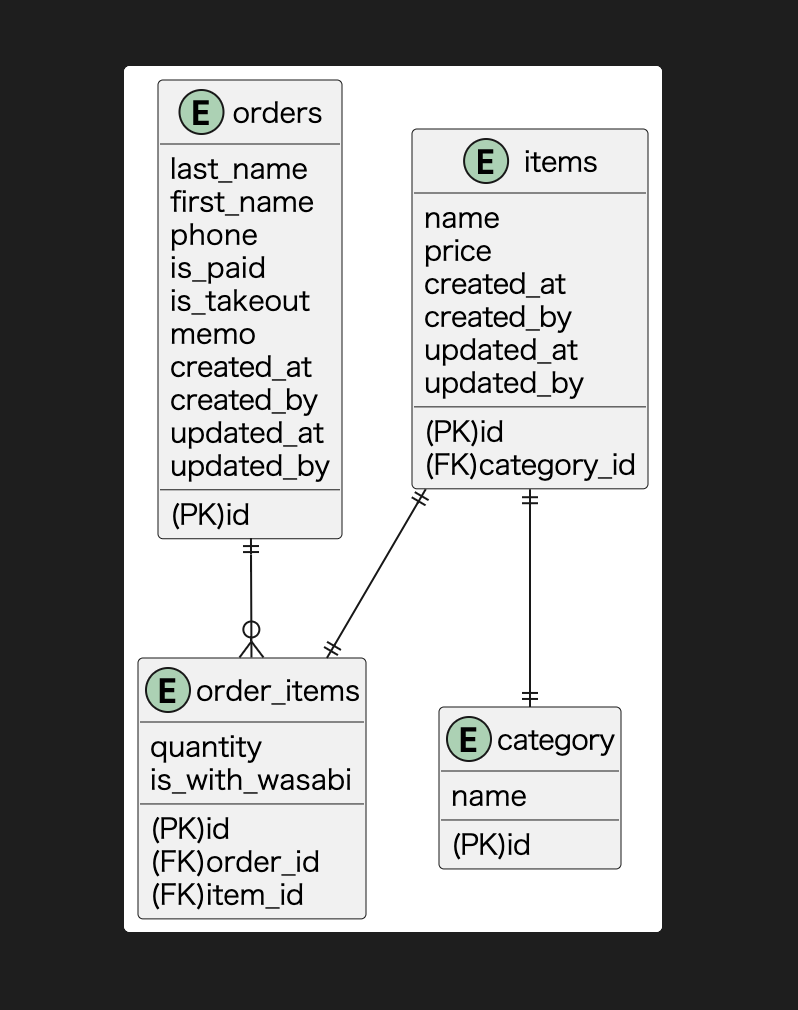 E orders
last_name
first_name
phone
is_paid
is_takeout
memo
created_at
created_by
updated_at
updated_by
(PK)id
E items
name
price
created_at
created_by
updated_at
updated_by
(PK)id
(FK)category_id
E order_items
quantity
is_with_wasabi
(PK)id
(FK)order_id
(FK)item_id
E category
name
(PK)id